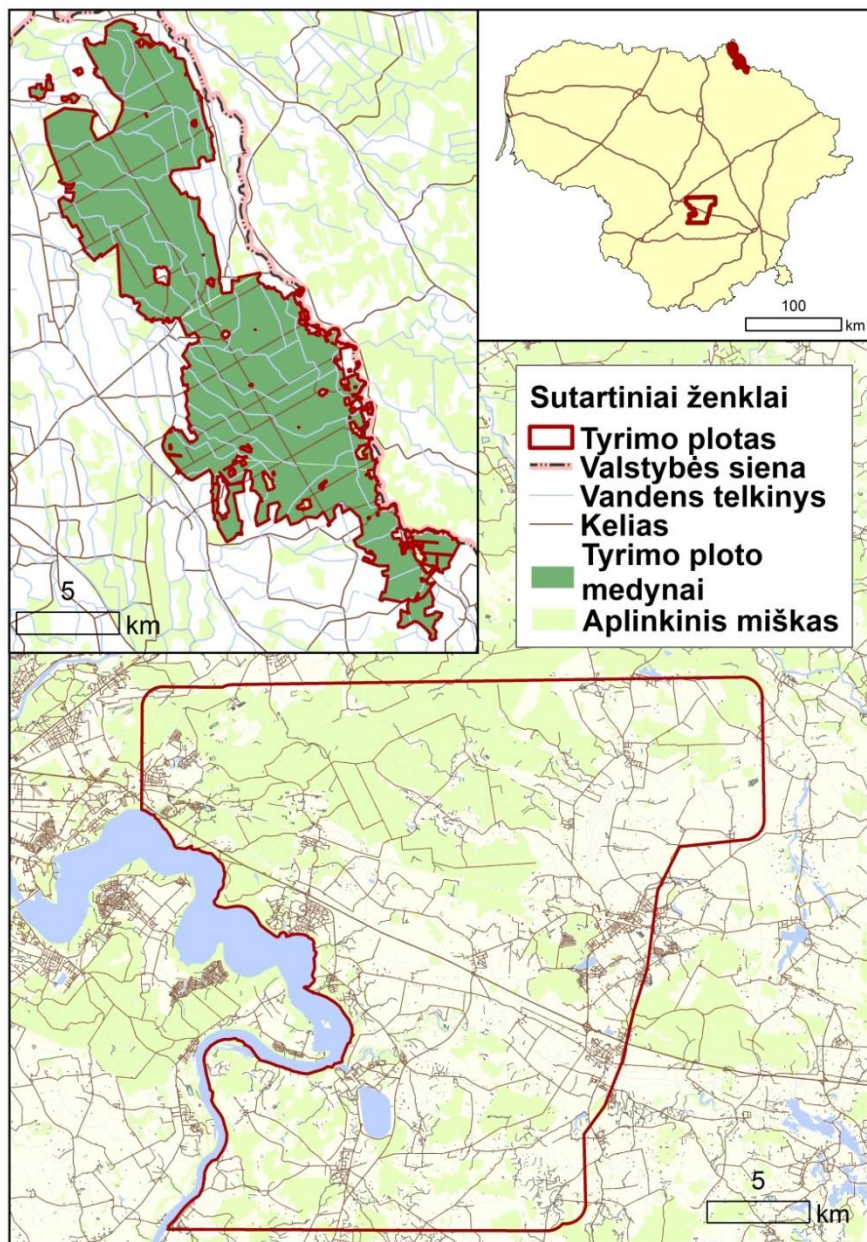 100
km
Sutartiniai ženklai
Tyrimo plotas
Valstybės siena
Vandens telkinys
Kelias
Tyrimo ploto
medynai
Aplinkinis miškas
5
km
5
km